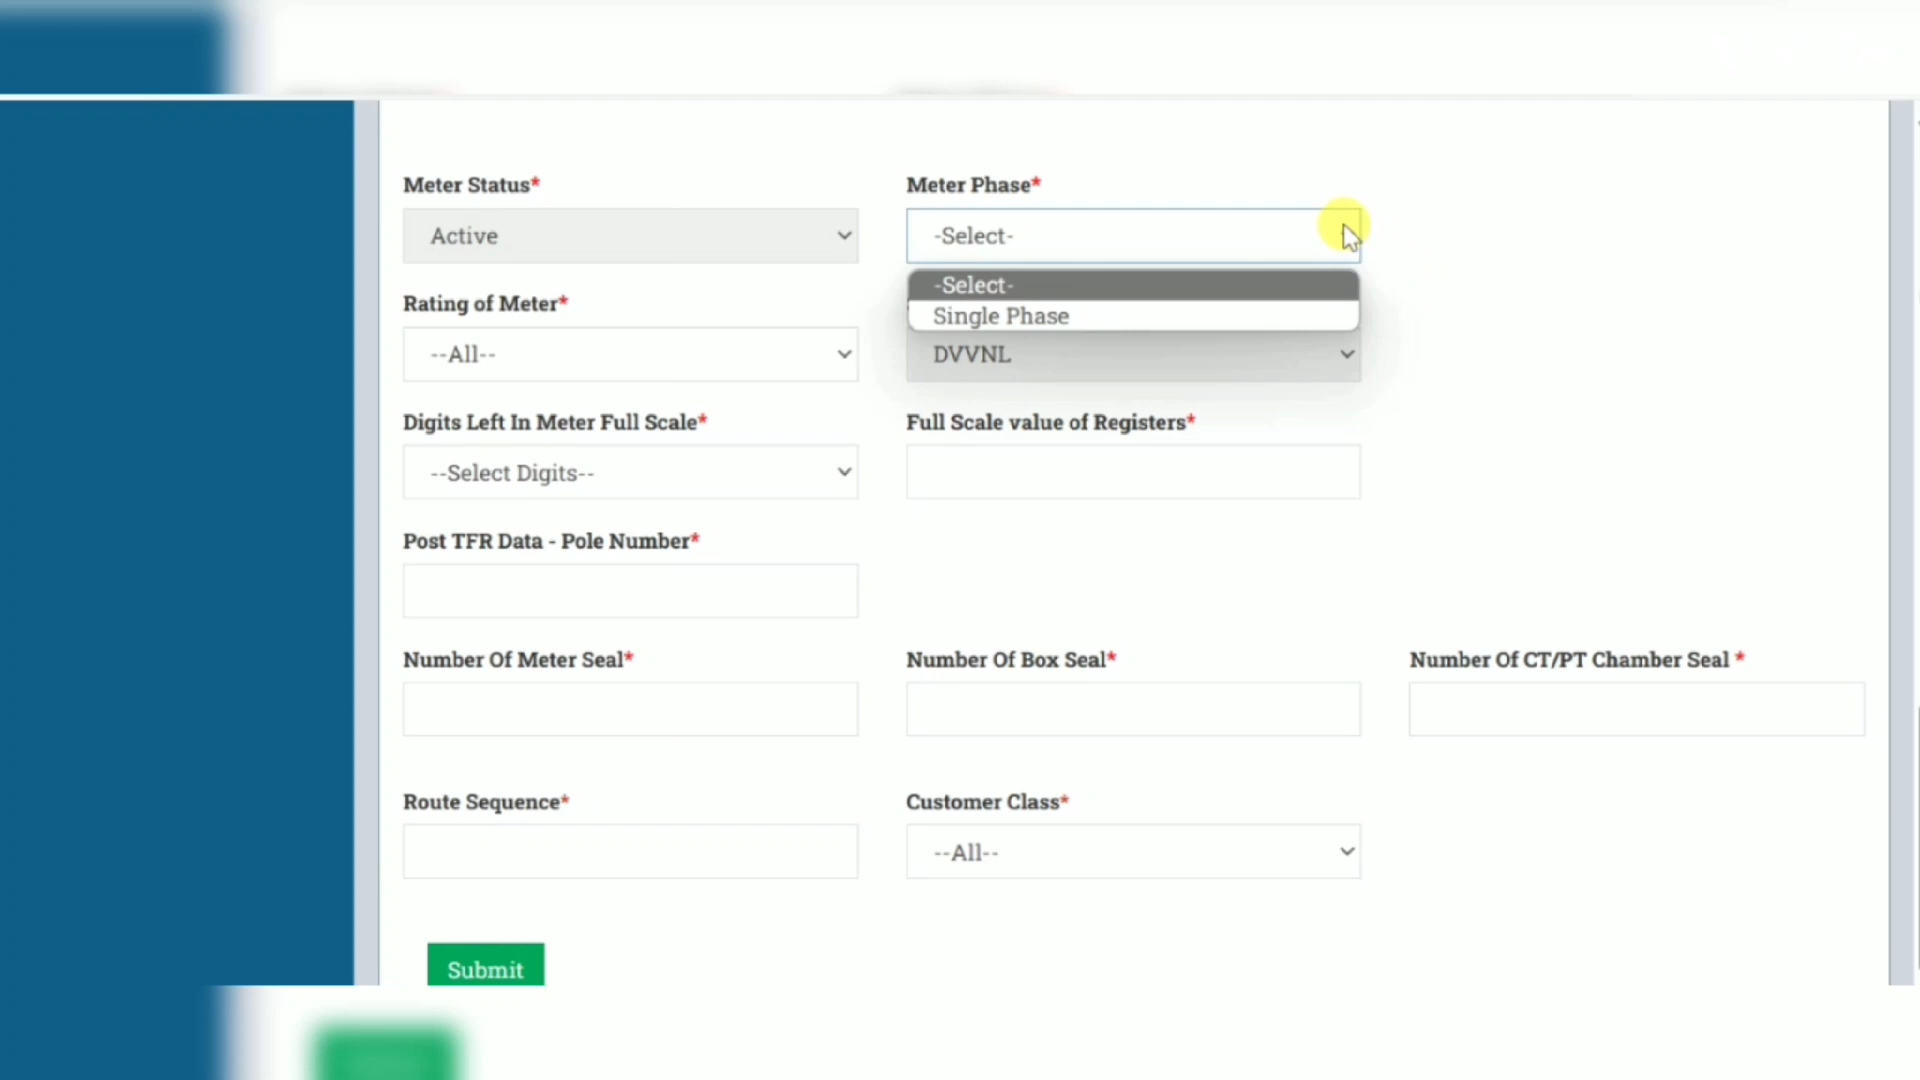 Meter Status*
Meter Phase*
Active
-Select-
-Select-
Single Phase
Rating of Meter*
--All--
DVVNL
Digits Left In Meter Full Scale*
Full Scale value of Registers*
--Select Digits--
Post TFR Data - Pole Number*
Number Of Meter Seal*
Number Of Box Seal*
Number Of CT/PT Chamber Seal *
Route Sequence*
Customer Class*
--All--
Submit